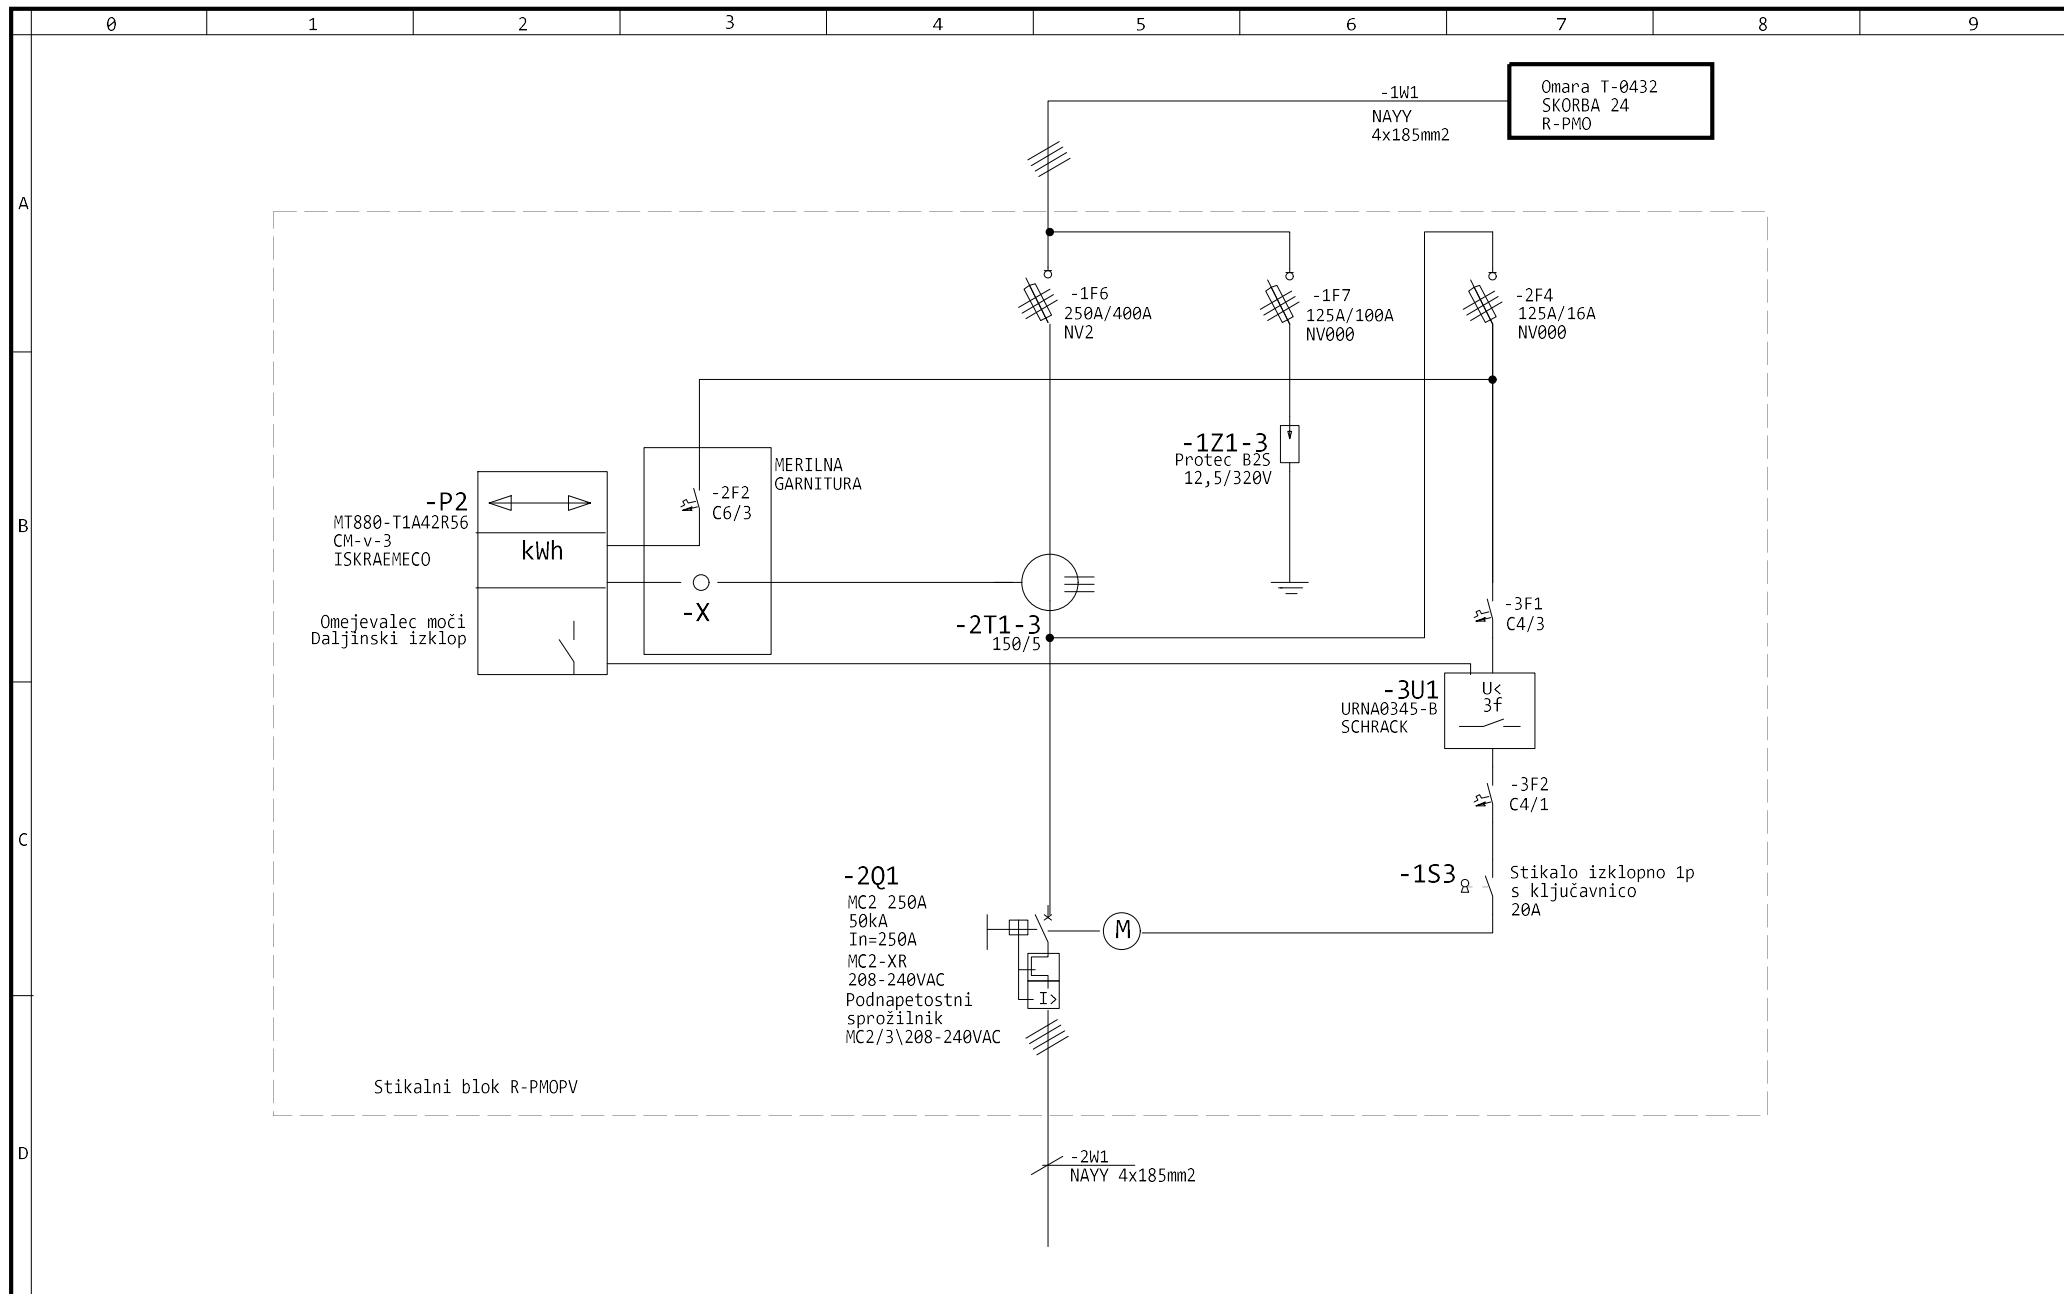 0 1 2 3 4 5 6 7 8 9
-1W1
NAYY
4x185mm2
Omara T-0432
SKORBA 24
R-PMO
A
-1F6
250A/400A
NV2
-1F7
125A/100A
NV000
-2F4
125A/16A
NV000
-1Z1-3
Protec B2S
12,5/320V
MERILNA
GARNITURA
-2F2
C6/3
-P2
MT880-T1A42R56
CM-v-3
ISKRAEMECO
kWh
B
-X
Omejevalec moči
Daljinski izklop
-2T1-3
150/5
-3F1
C4/3
-3U1
URNA0345-B
SCHRACK
U<
3f
-3F2
C4/1
C
-1S3
Stikalo izklopno 1p
s ključavnico
20A
-2Q1
MC2 250A
50kA
In=250A
MC2-XR
208-240VAC
Podnapetostni
sprožilnik
MC2/3\208-240VAC
M
I>
Stikalni blok R-PMOPV
D
-2W1
NAYY 4x185mm2